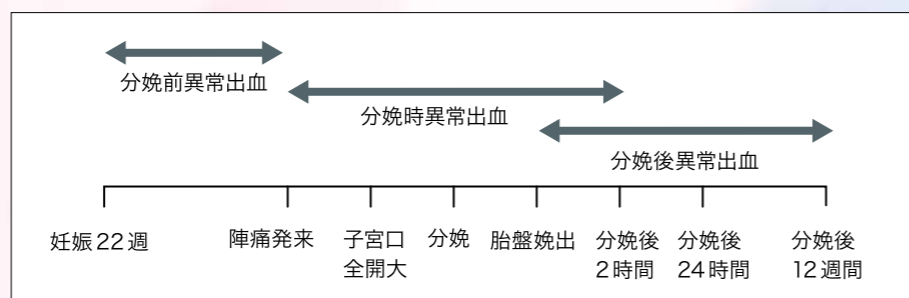 分娩前異常出血
分娩時異常出血
分娩後異常出血
妊娠22週
陣痛発来
子宮口
全開大
分娩
胎盤娩出
分娩後
2時間
分娩後
24時間
分娩後
12週間